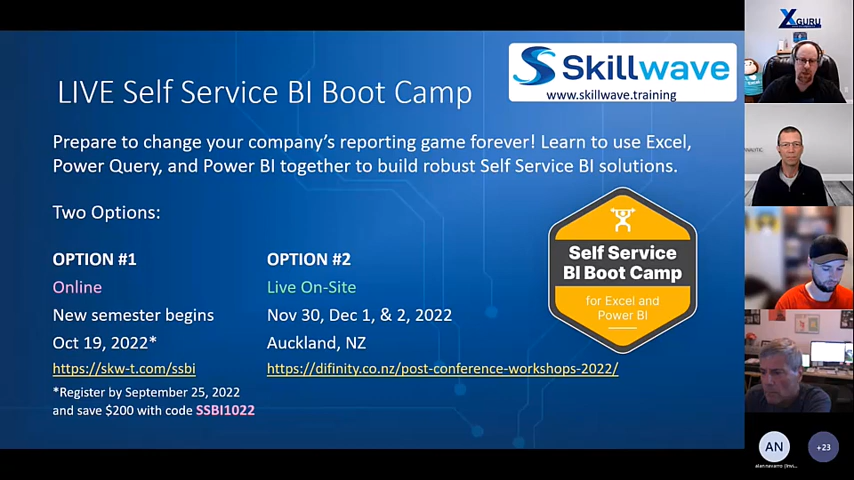 LIVE Self Service BI Boot Camp
Skillwave
www.skillwave.training
Prepare to change your company's reporting game forever! Learn to use Excel,
Power Query, and Power BI together to build robust Self Service BI solutions.
Two Options:
OPTION #1
Online
New semester begins
Oct 19, 2022*
https://skw-t.com/ssbi
*Register by September 25, 2022
and save $200 with code SSBI1022
OPTION #2
Live On-Site
Nov 30, Dec 1, & 2, 2022
Auckland, NZ
https://difinity.co.nz/post-conference-workshops-2022/
Self Service
BI Boot Camp
for Excel and
Power BI
XGURU
AN
+23